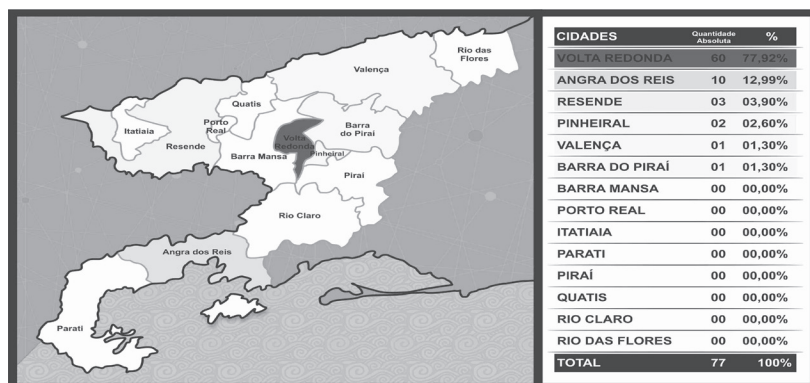 Rio das
Flores
Valença
Quatis
Itatiaia
Porto
Real
Resende
Barra
do Piraí
Volta
Redonda
Pinheiral
Barra Mansa
Piraí
Rio Claro
Angra dos Reis
Parati
CIDADES Quantidade Absoluta %
VOLTA REDONDA 60 77,92%
ANGRA DOS REIS 10 12,99%
RESENDE 03 03,90%
PINHEIRAL 02 02,60%
VALENÇA 01 01,30%
BARRA DO PIRAÍ 01 01,30%
BARRA MANSA 00 00,00%
PORTO REAL 00 00,00%
ITATIAIA 00 00,00%
PARATI 00 00,00%
PIRAÍ 00 00,00%
QUATIS 00 00,00%
RIO CLARO 00 00,00%
RIO DAS FLORES 00 00,00%
TOTAL 77 100%